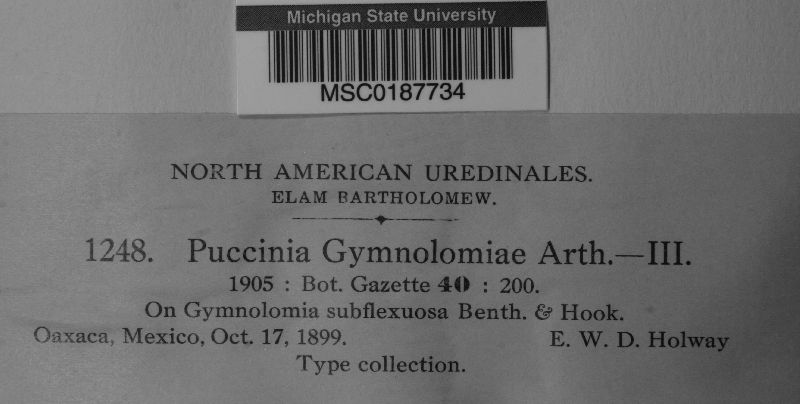 Michigan State University
MSC0187734
NORTH AMERICAN UREDINALES.
ELAM BARTHOLOMEW.
1248. Puccinia Gymnolomiae Arth.—III.
1905 : Bot. Gazette 40 : 200.
On Gymnolomia subflexuosa Benth. & Hook.
Oaxaca, Mexico, Oct. 17, 1899. E. W. D. Holway
Type collection.